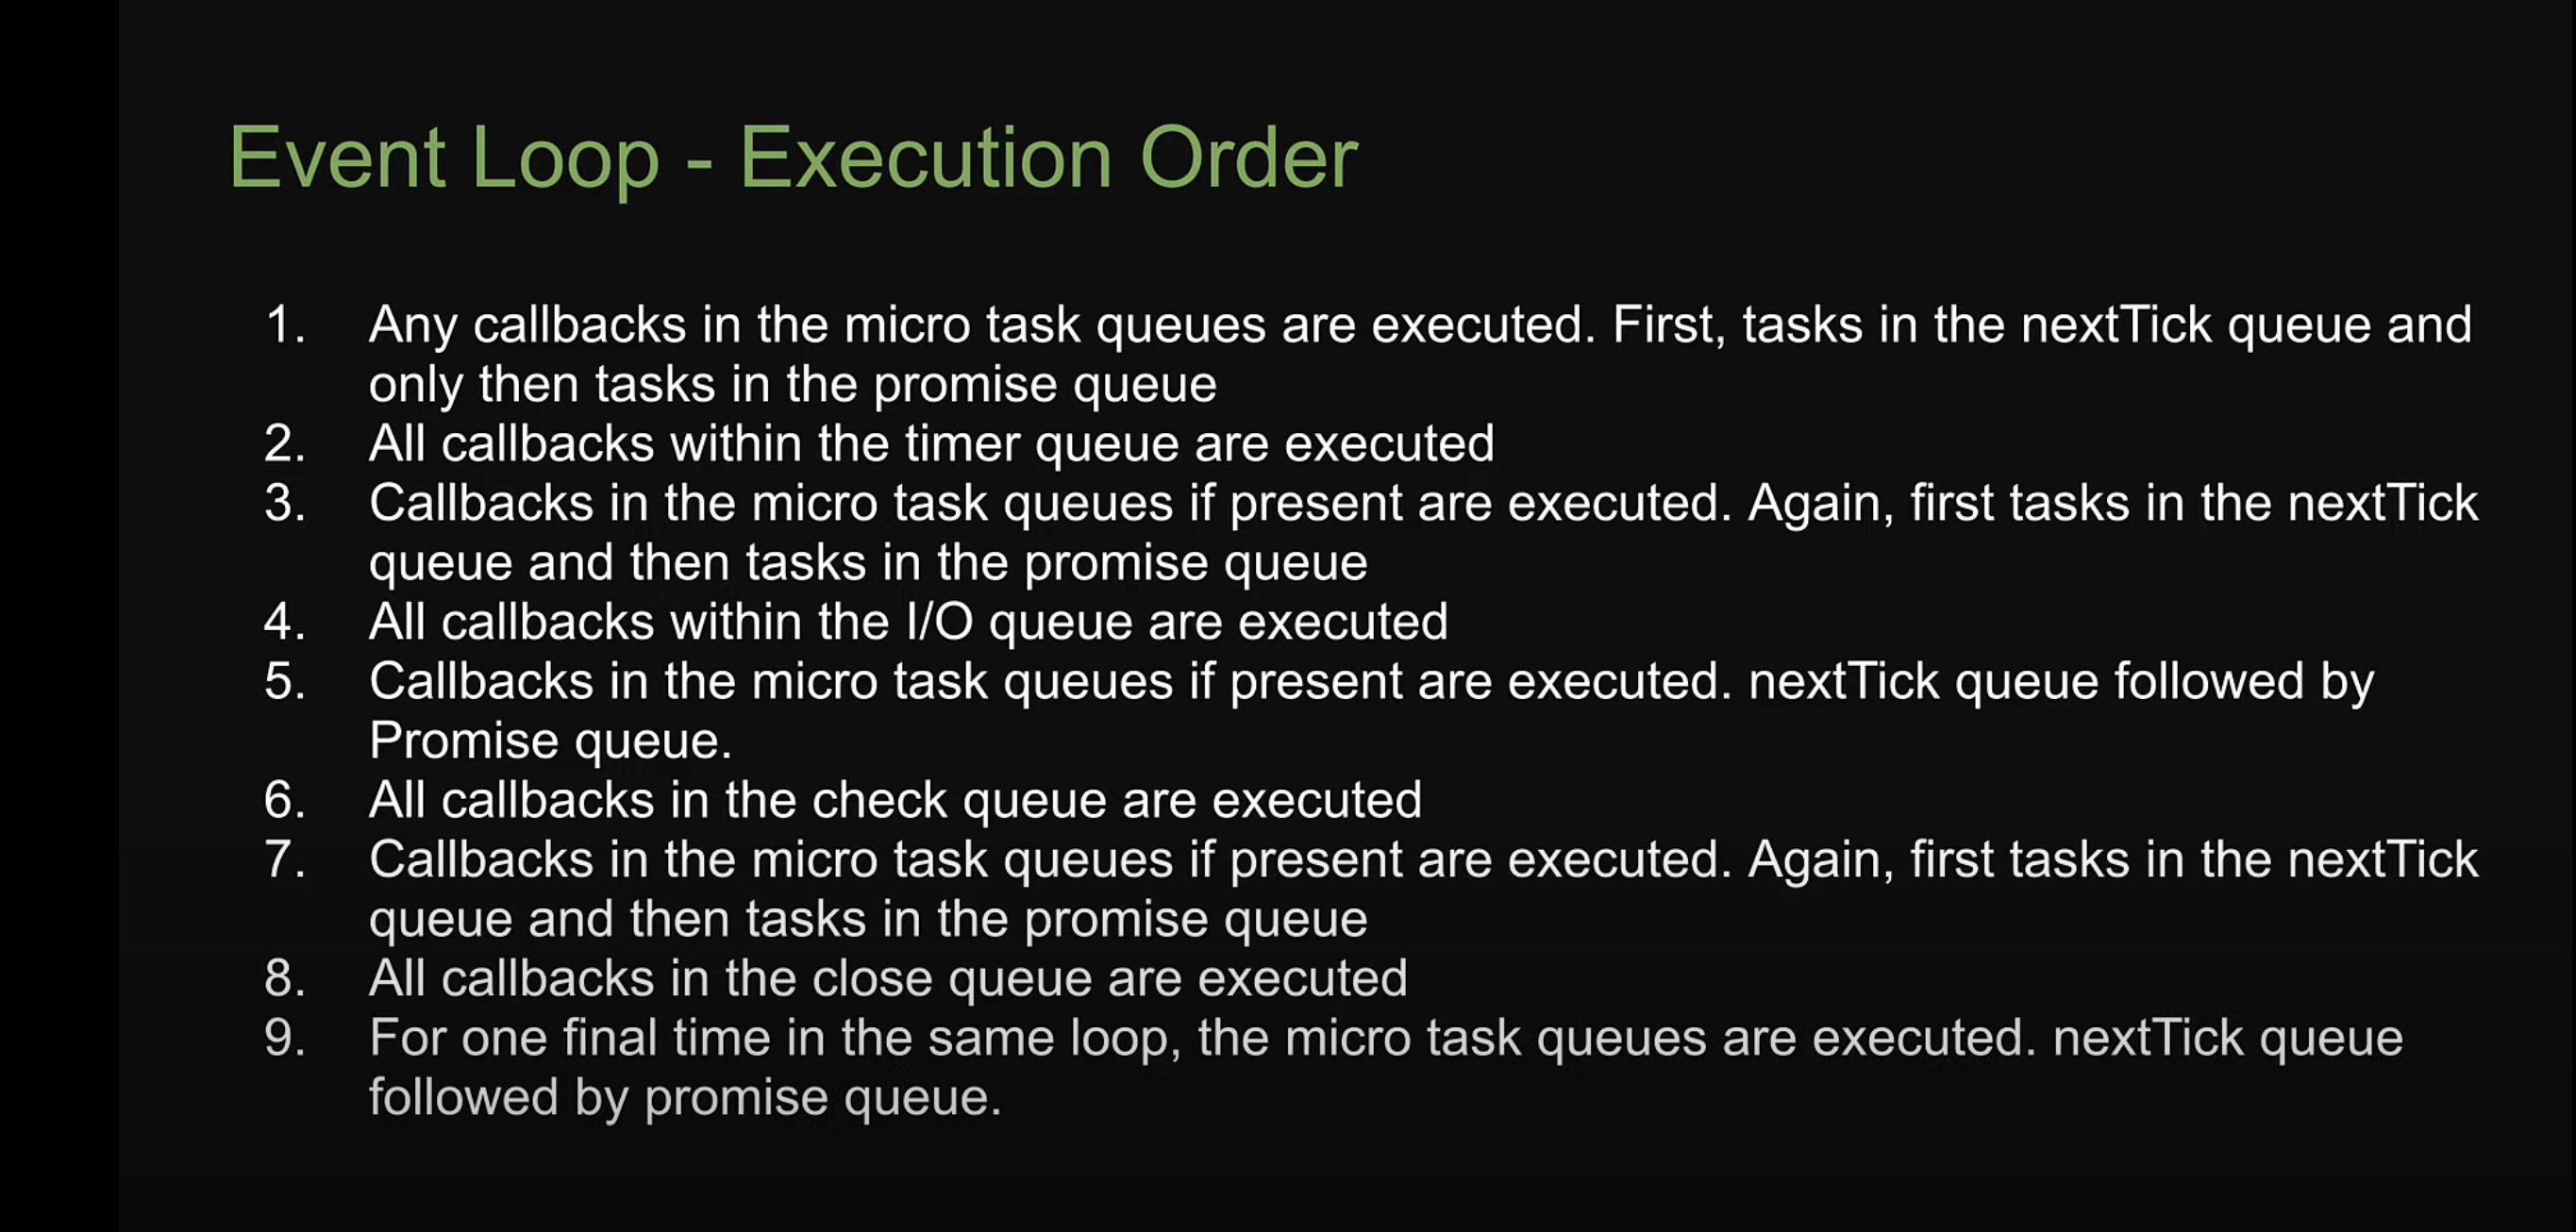 Event Loop - Execution Order
1. Any callbacks in the micro task queues are executed. First, tasks in the nextTick queue and
only then tasks in the promise queue
2. All callbacks within the timer queue are executed
3. Callbacks in the micro task queues if present are executed. Again, first tasks in the nextTick
queue and then tasks in the promise queue
4. All callbacks within the I/O queue are executed
5. Callbacks in the micro task queues if present are executed. nextTick queue followed by
Promise queue.
6. All callbacks in the check queue are executed
7. Callbacks in the micro task queues if present are executed. Again, first tasks in the nextTick
queue and then tasks in the promise queue
8. All callbacks in the close queue are executed
9. For one final time in the same loop, the micro task queues are executed. nextTick queue
followed by promise queue.